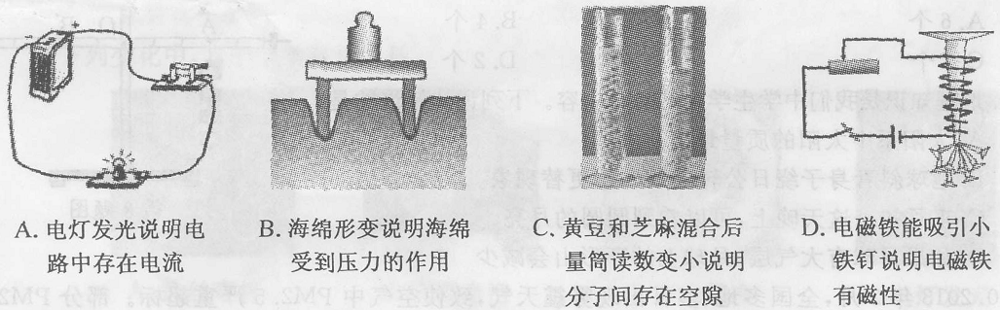 A. 电灯发光说明电
路中存在电流
B. 海绵形变说明海绵
受到压力的作用
C. 黄豆和芝麻混合后
量筒读数变小说明
分子间存在空隙
D. 电磁铁能吸引小
铁钉说明电磁铁
有磁性